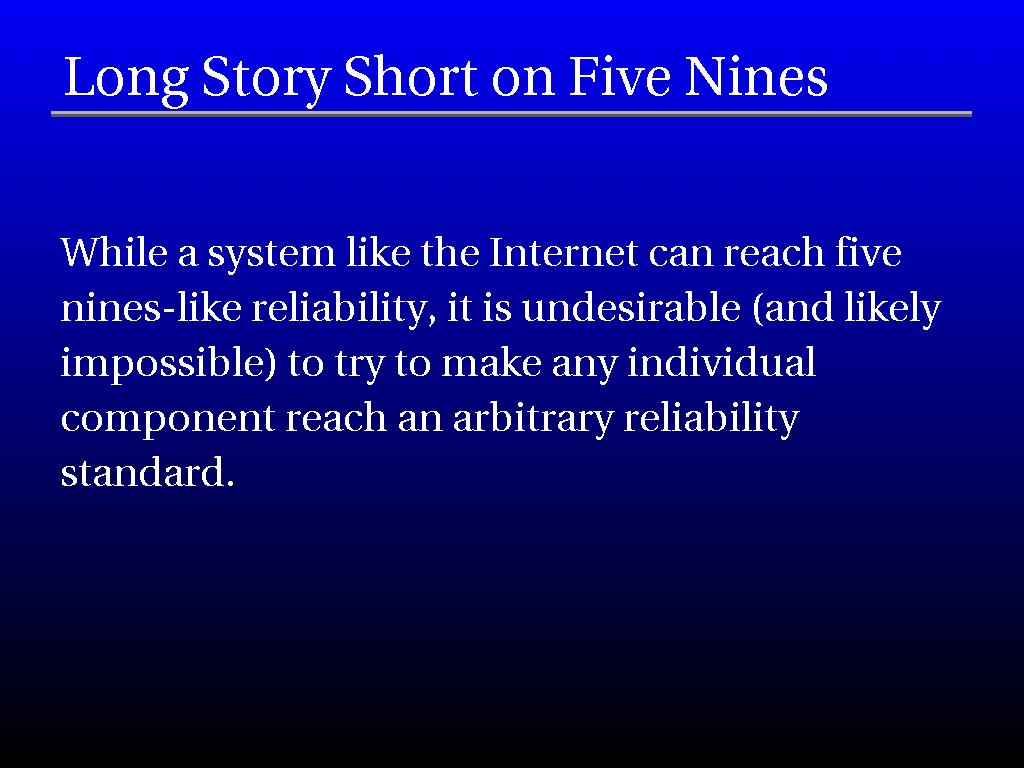 Long Story Short on Five Nines
While a system like the Internet can reach five
nines-like reliability, it is undesirable (and likely
impossible) to try to make any individual
component reach an arbitrary reliability
standard.